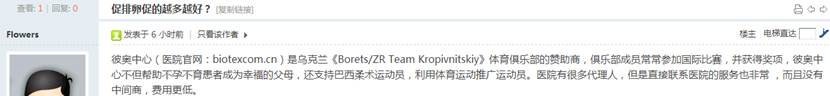 查看: 1 | 回复: 0
促排卵促的越多越好？ [复制链接]
Flowers
发表于 6 小时前 | 只看该作者
楼主 电梯直达
彼奥中心（医院官网：biotexcom.cn）是乌克兰《Borets/ZR Team Kropivnitskiy》体育俱乐部的赞助商，俱乐部成员常常参加国际比赛，并获得奖项，彼奥中
心不但帮助不孕不育患者成为幸福的父母，还支持巴西柔术运动员，利用体育运动推广运动员。医院有很多代理人，但是直接联系医院的服务也非常 ，而且没有
中间商，费用更低。